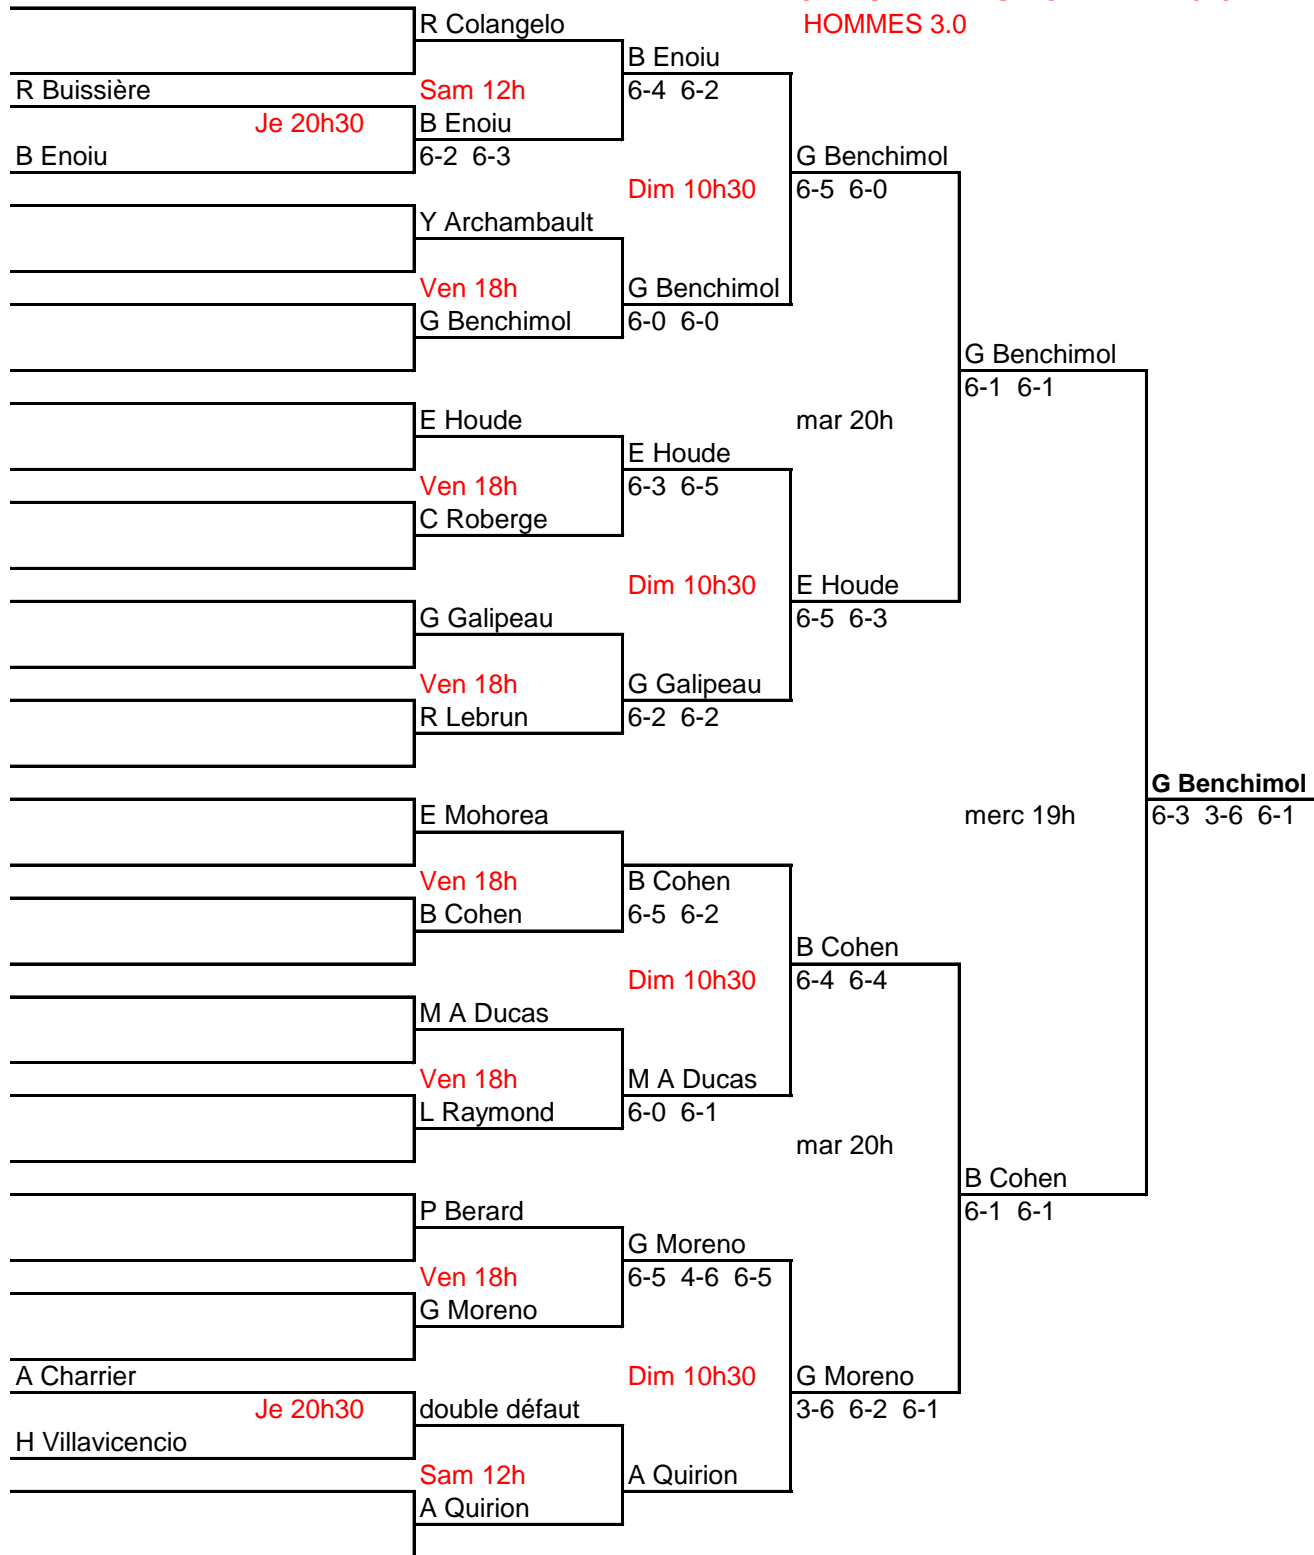 R Colangelo
HOMMES 3.0
B Enoiu
R Buissière
Sam 12h
6-4 6-2
Je 20h30
B Enoiu
B Enoiu
6-2 6-3
G Benchimol
Dim 10h30
6-5 6-0
Y Archambault
Ven 18h
G Benchimol
G Benchimol
6-0 6-0
G Benchimol
6-1 6-1
E Houde
mar 20h
E Houde
Ven 18h
6-3 6-5
C Roberge
Dim 10h30
E Houde
G Galipeau
6-5 6-3
Ven 18h
G Galipeau
R Lebrun
6-2 6-2
G Benchimol
E Mohorea
merc 19h
6-3 3-6 6-1
Ven 18h
B Cohen
B Cohen
6-5 6-2
B Cohen
Dim 10h30
6-4 6-4
M A Ducas
Ven 18h
M A Ducas
L Raymond
6-0 6-1
mar 20h
B Cohen
P Berard
6-1 6-1
G Moreno
Ven 18h
6-5 4-6 6-5
G Moreno
A Charrier
Dim 10h30
G Moreno
Je 20h30
double défaut
3-6 6-2 6-1
H Villavicencio
Sam 12h
A Quirion
A Quirion